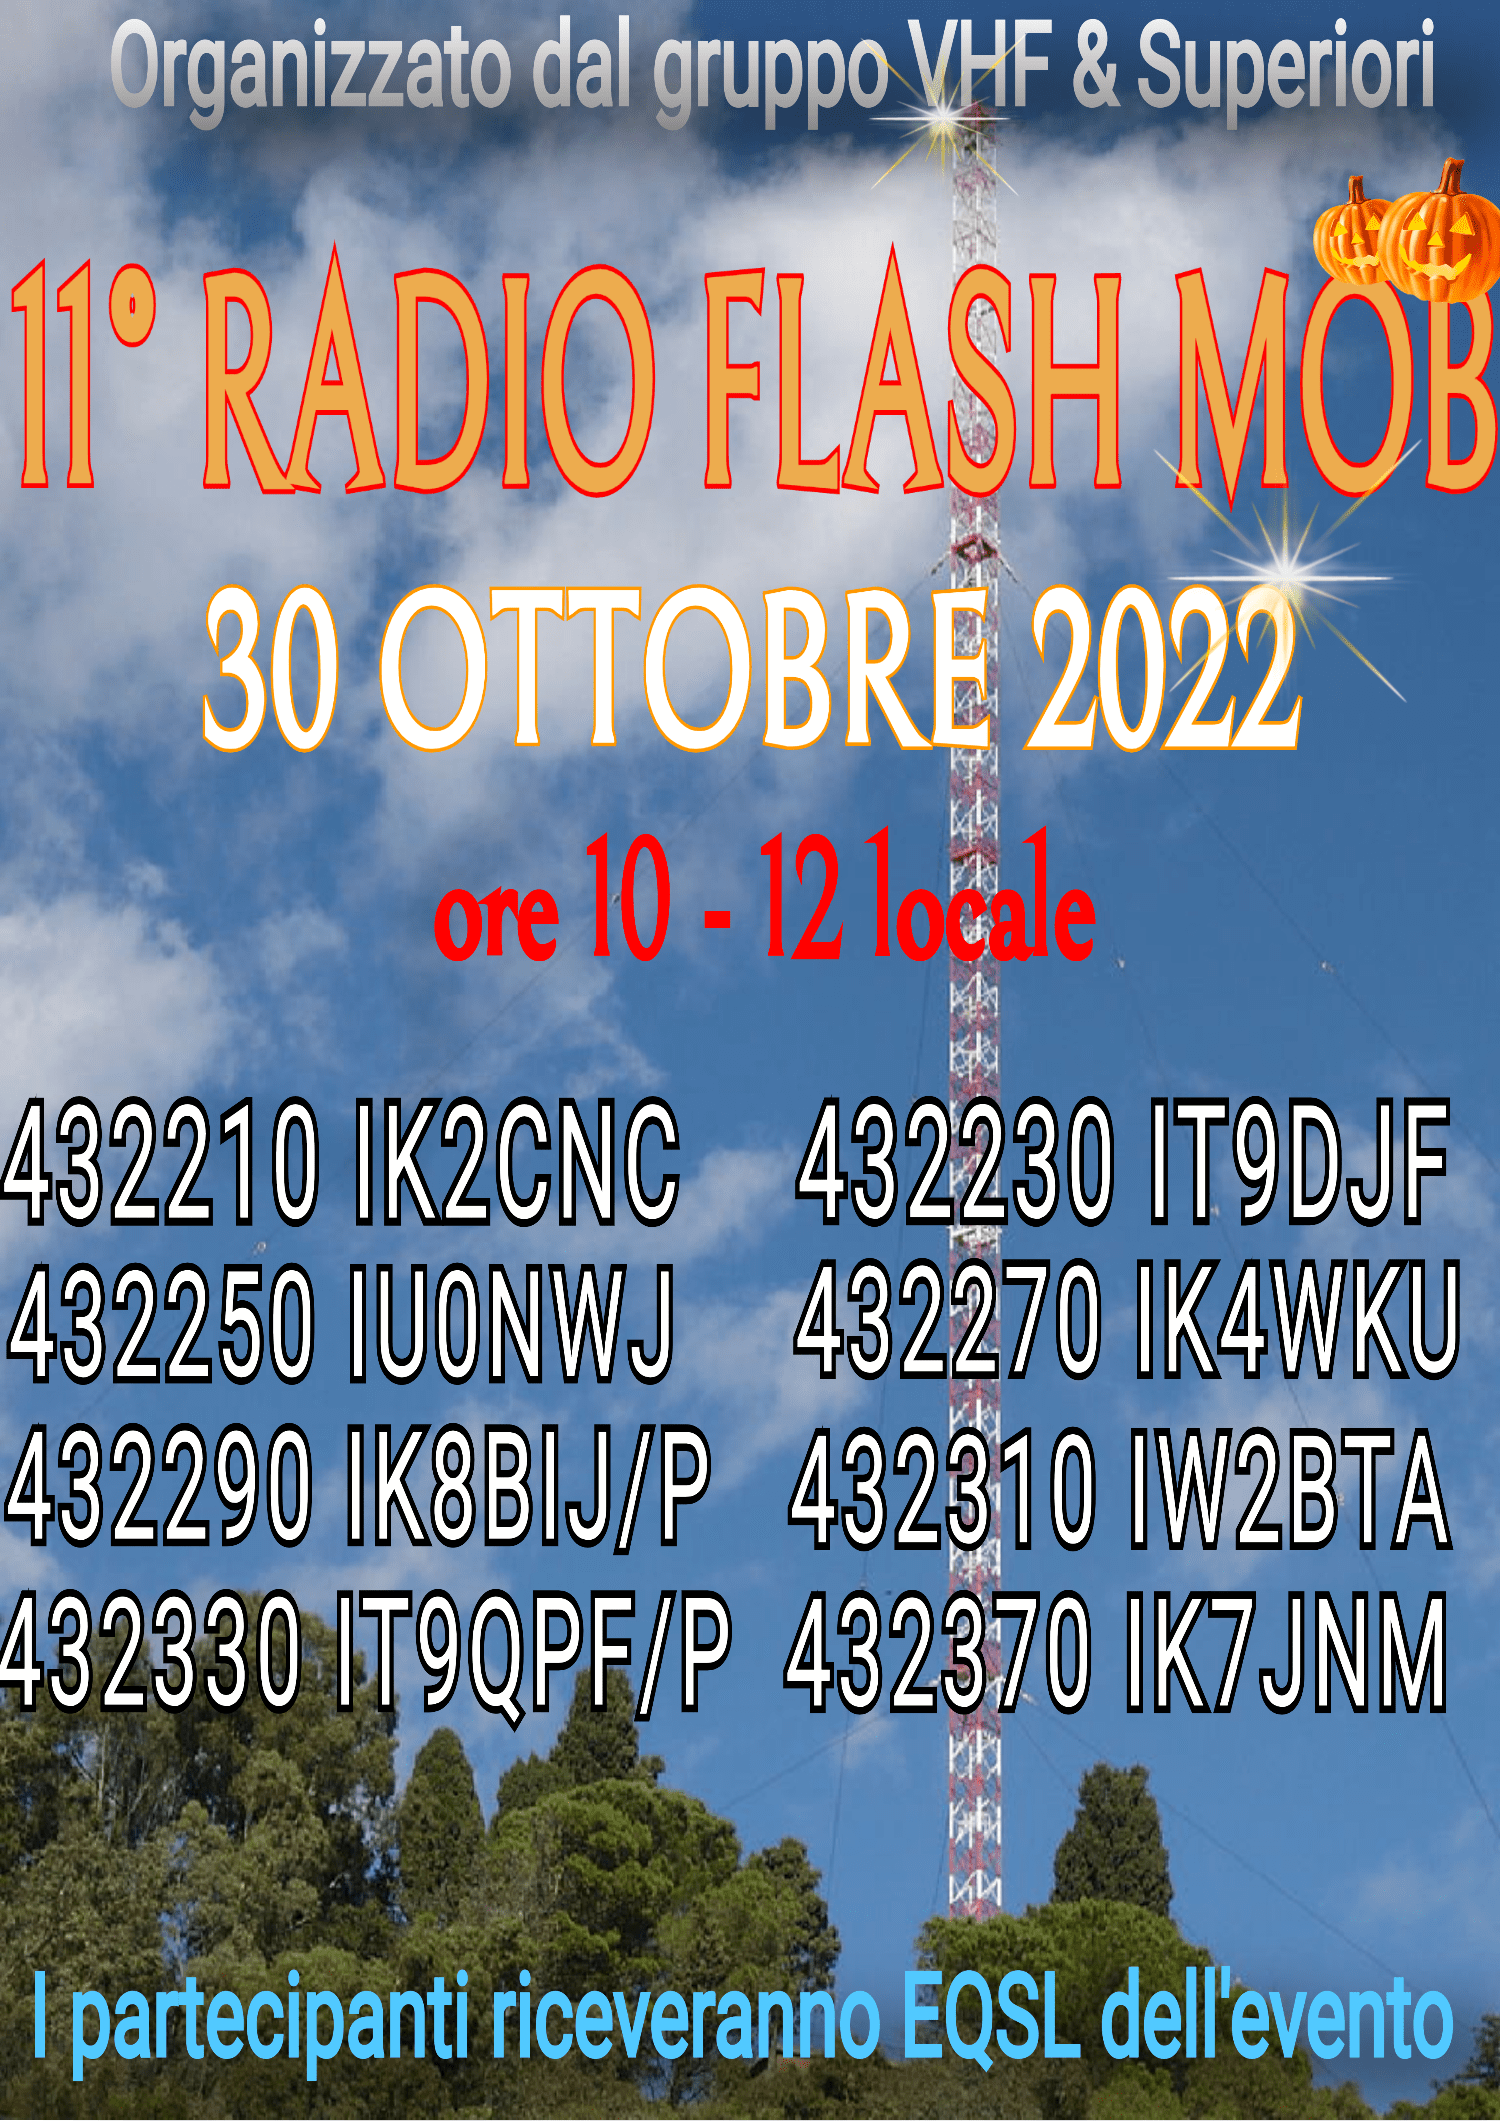 Organizzato dal gruppo VHF & Superiori
11° RADIO FLASH MOB
30 OTTOBRE 2022
ore 10 - 12 locale
432210 IK2CNC 432230 IT9DJF
432250 IU0NWJ 432270 IK4WKU
432290 IK8BIJ/P 432310 IW2BTA
432330 IT9QPF/P 432370 IK7JNM
I partecipanti riceveranno EQSL dell'evento